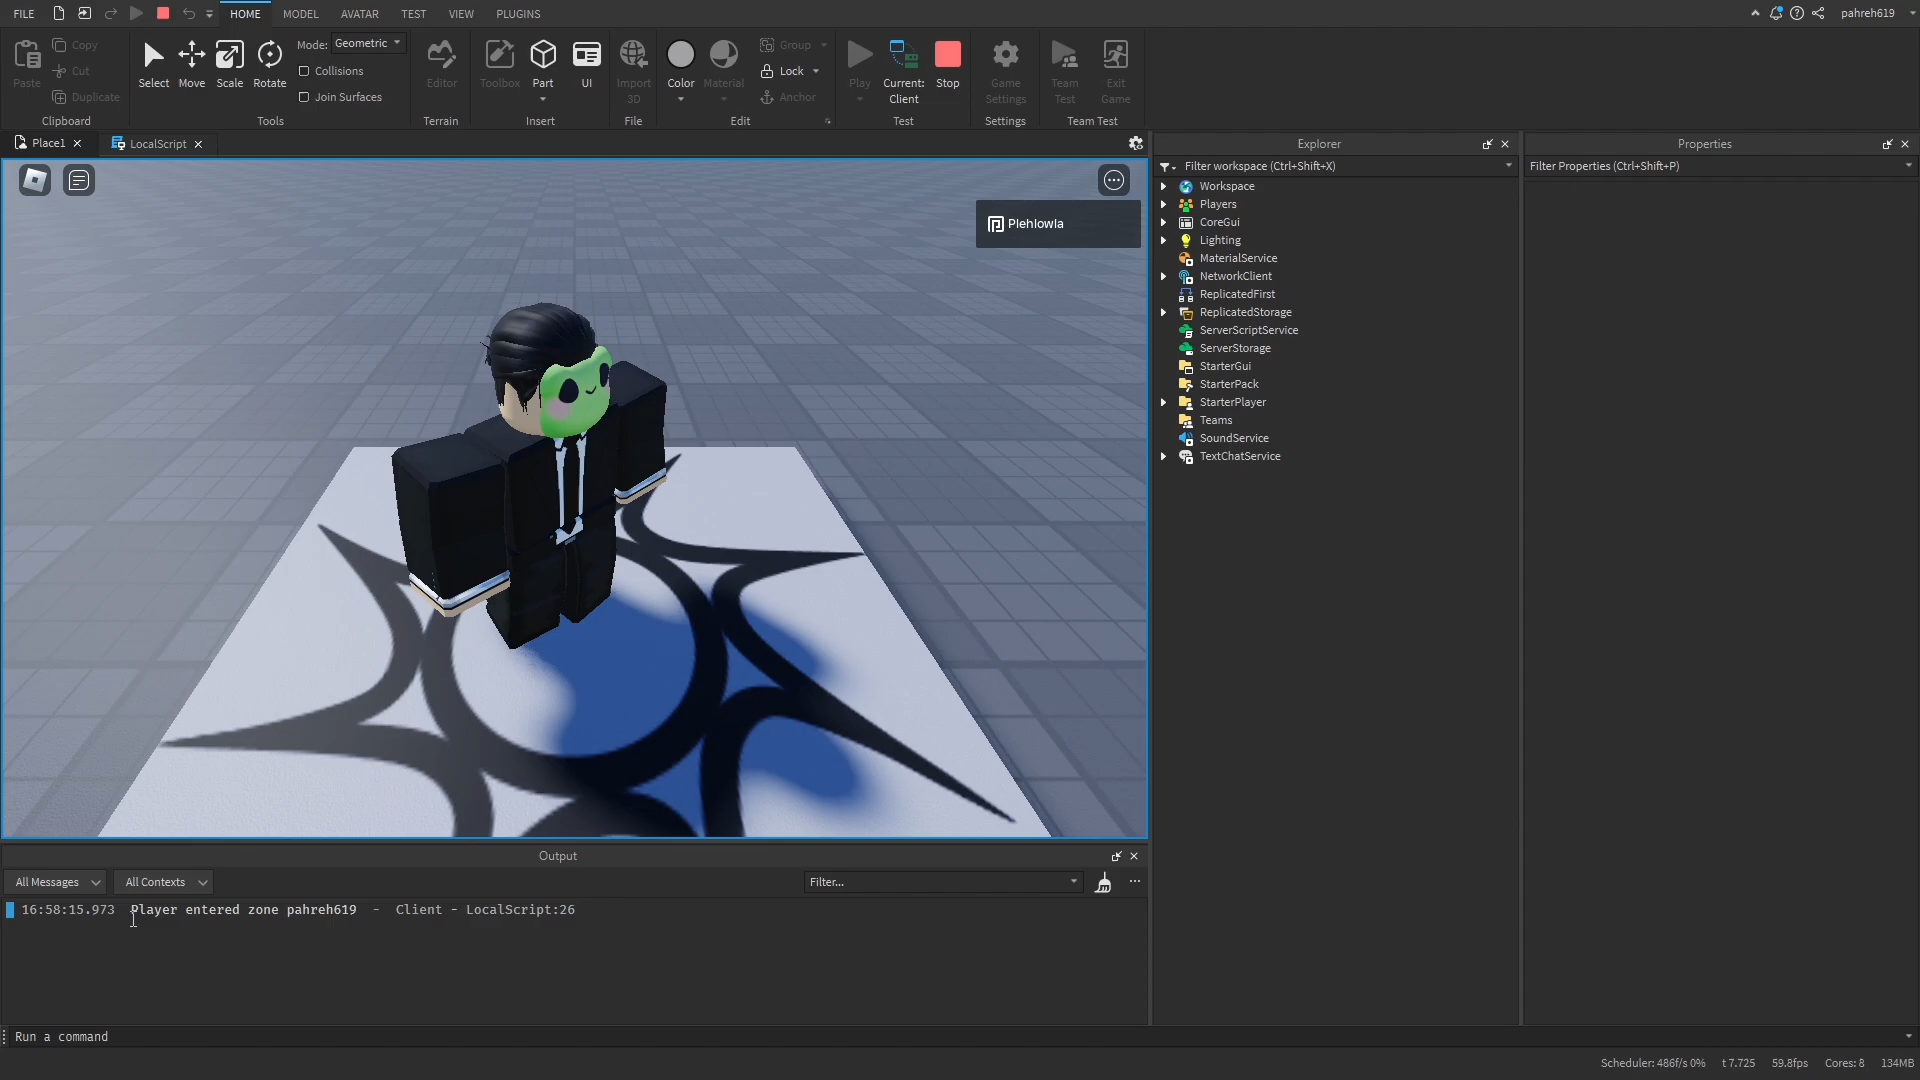 FILE HOME MODEL AVATAR TEST VIEW PLUGINS pahreh619
Paste
Copy
Cut
Duplicate
Clipboard
Select
Move
Scale
Rotate
Mode: Geometric
Collisions
Join Surfaces
Tools
Editor
Terrain
Toolbox
Part
UI
Insert
Import
3D
File
Color
Material
Group
Lock
Anchor
Edit
Play
Current:
Client
Stop
Test
Game
Settings
Settings
Team
Test
Exit
Game
Team Test
Place1
LocalScript
Plehlowla
Explorer
Filter workspace (Ctrl+Shift+X)
Workspace
Players
CoreGui
Lighting
MaterialService
NetworkClient
ReplicatedFirst
ReplicatedStorage
ServerScriptService
ServerStorage
StarterGui
StarterPack
StarterPlayer
Teams
SoundService
TextChatService
Properties
Filter Properties (Ctrl+Shift+P)
Output
All Messages All Contexts Filter...
16:58:15.973 Player entered zone pahreh619 - Client - LocalScript:26
Run a command
Scheduler: 486f/s 0% t 7.725 59.8fps Cores: 8 134MB